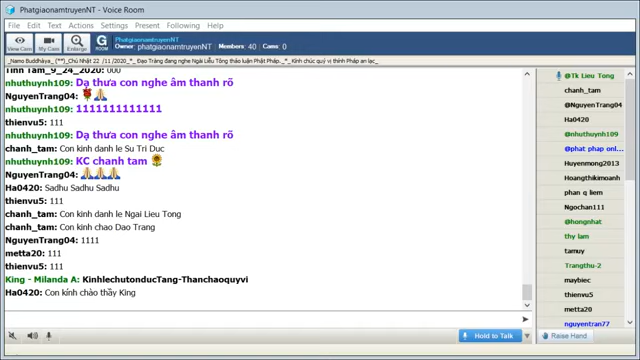 PhatgiaonamtruyenNT - Voice Room
File Edit Text Actions Settings Present Following
View Cam My Cam Enlarge G ROOM PhatgiaonamtruyenNT
Owner: phatgiaonamtruyenNT Members: 40 Cams: 0
_Namo Buddhàya_ (**)_Chủ Nhật 22 /11 /2020_*_ Đạo Tràng đang nghe Ngài Liễu Tông thảo luận Phật Pháp._*_ Kính chúc quý vị thính Pháp an lạc_
Tinh Tam_9_24_2020: 000
nhuthuynh109: Dạ thưa con nghe âm thanh rõ
NguyenTrang04:
nhuthuynh109: 1111111111111
thienvu5: 111
nhuthuynh109: Dạ thưa con nghe âm thanh rõ
chanh_tam: Con kinh danh le Su Tri Duc
nhuthuynh109: KC chanh tam
NguyenTrang04:
Ha0420: Sadhu Sadhu Sadhu
thienvu5: 111
chanh_tam: Con kinh danh le Ngai Lieu Tong
chanh_tam: Con kinh chao Dao Trang
NguyenTrang04: 1111
metta20: 111
thienvu5: 111
King - Milanda A: KinhlechutonducTang-Thanchaoquyvi
Ha0420: Con kính chào thầy King
@Tk Lieu Tong
chanh_tam
@NguyenTrang04
Ha0420
@nhuthuynh109
@phat phap onl...
Huyenmong2013
Hoangthikimoanh
phan q liem
Ngochan111
@hongnhat
thy lam
tamuy
Trangthu-2
maybiec
thienvu5
metta20
nguyentran77
Hold to Talk
Raise Hand